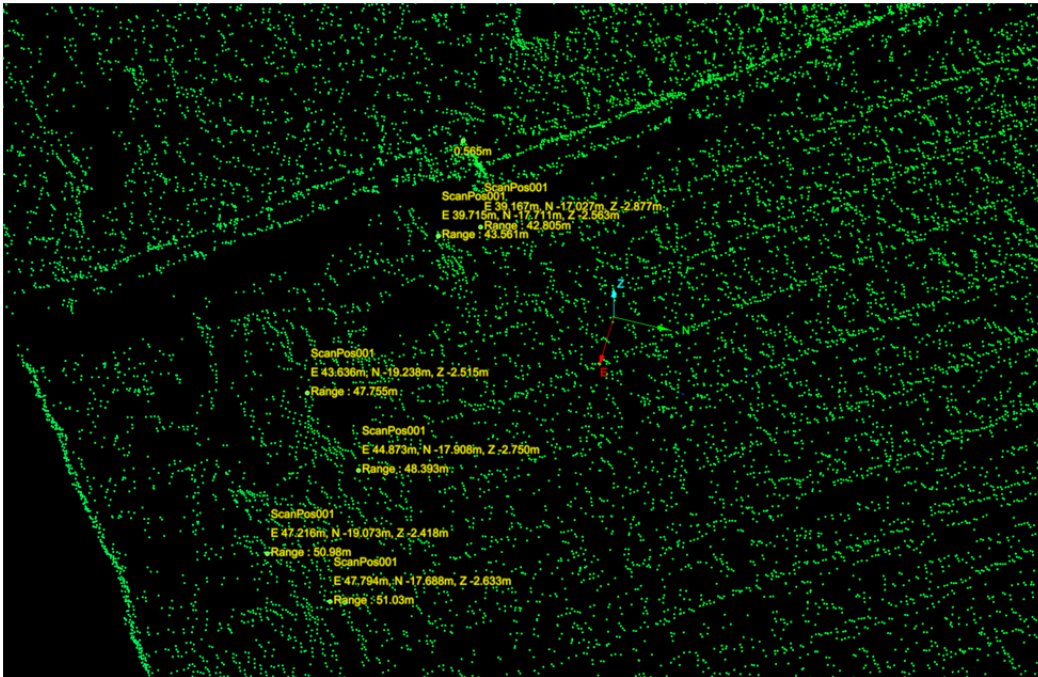 0.565m
ScanPos001
E 39.167m, N -17.027m, Z -2.877m
Range : 42.805m
ScanPos001
E 39.715m, N -17.711m, Z -2.563m
Range : 43.561m
Z
N
E
ScanPos001
E 43.636m, N -19.238m, Z -2.515m
Range : 47.755m
ScanPos001
E 44.873m, N -17.908m, Z -2.750m
Range : 48.393m
ScanPos001
E 47.216m, N -19.073m, Z -2.418m
Range : 50.98m
ScanPos001
E 47.794m, N -17.688m, Z -2.633m
Range : 51.03m